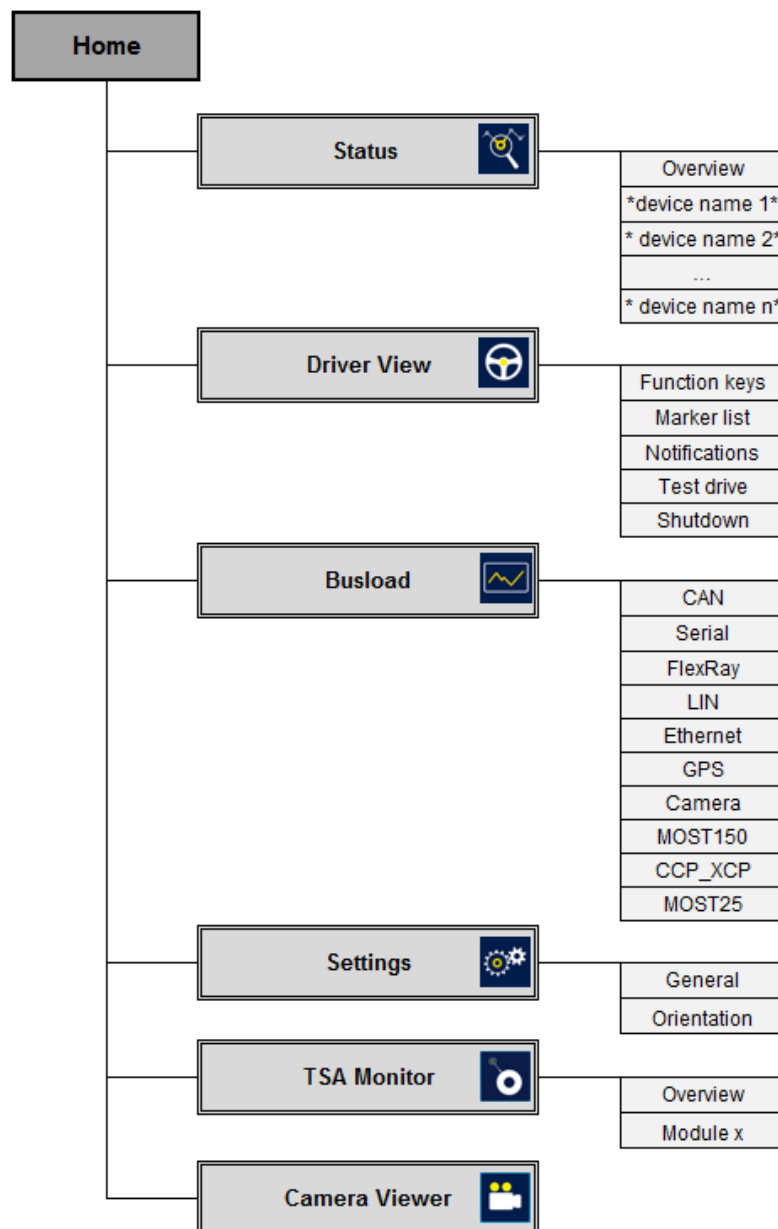 Home
Status
Overview
*device name 1*
* device name 2*
...
* device name n*
Driver View
Function keys
Marker list
Notifications
Test drive
Shutdown
Busload
CAN
Serial
FlexRay
LIN
Ethernet
GPS
Camera
MOST150
CCP_XCP
MOST25
Settings
General
Orientation
TSA Monitor
Overview
Module x
Camera Viewer